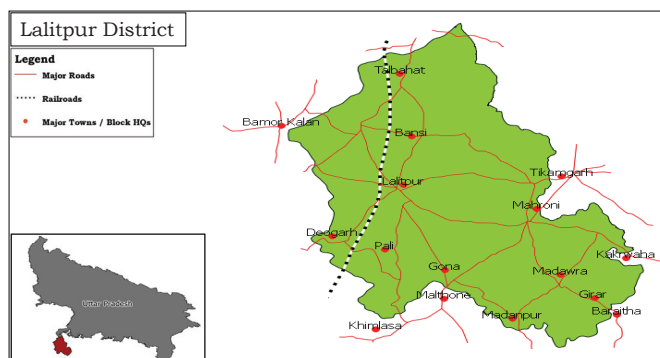 Lalitpur District
Legend
Major Roads
Railroads
Major Towns / Block HQs
Talbahat
Bamor Kalan
Bansi
Tikamgarh
Lalitpur
Mahroni
Deogarh
Pali
Kakrwaha
Gona
Madawra
Malthone
Girar
Khimlasa
Madanpur
Baraitha
Uttar Pradesh